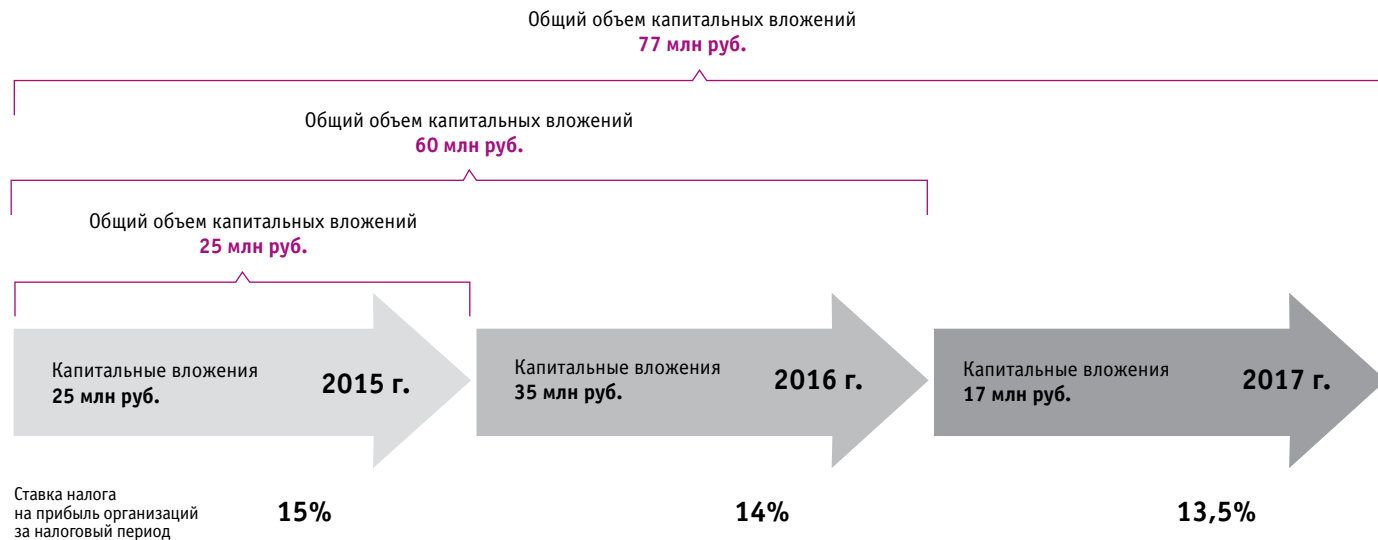 Общий объем капитальных вложений
77 млн руб.
Общий объем капитальных вложений
60 млн руб.
Общий объем капитальных вложений
25 млн руб.
Капитальные вложения
25 млн руб.
2015 г.
Капитальные вложения
35 млн руб.
2016 г.
Капитальные вложения
17 млн руб.
2017 г.
Ставка налога
на прибыль организаций
за налоговый период
15%
14%
13,5%